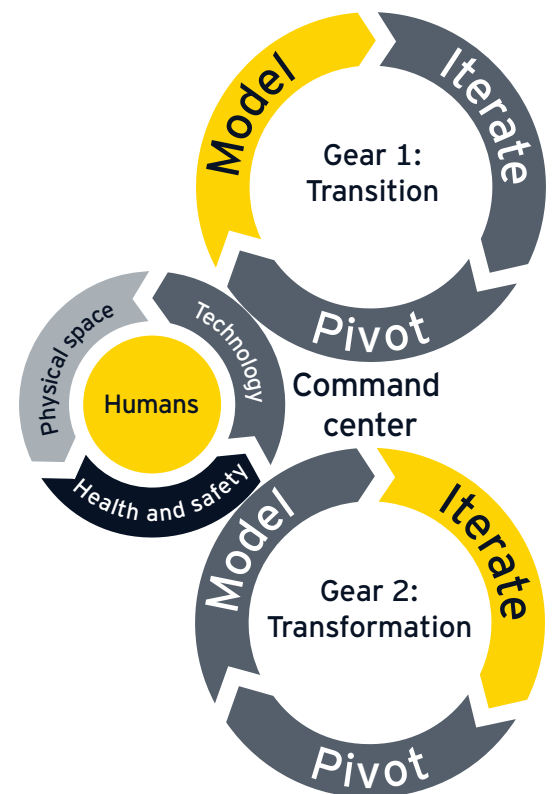 Model
Iterate
Gear 1:
Transition
Pivot
Physical space
Technology
Humans
Health and safety
Command
center
Model
Iterate
Gear 2:
Transformation
Pivot